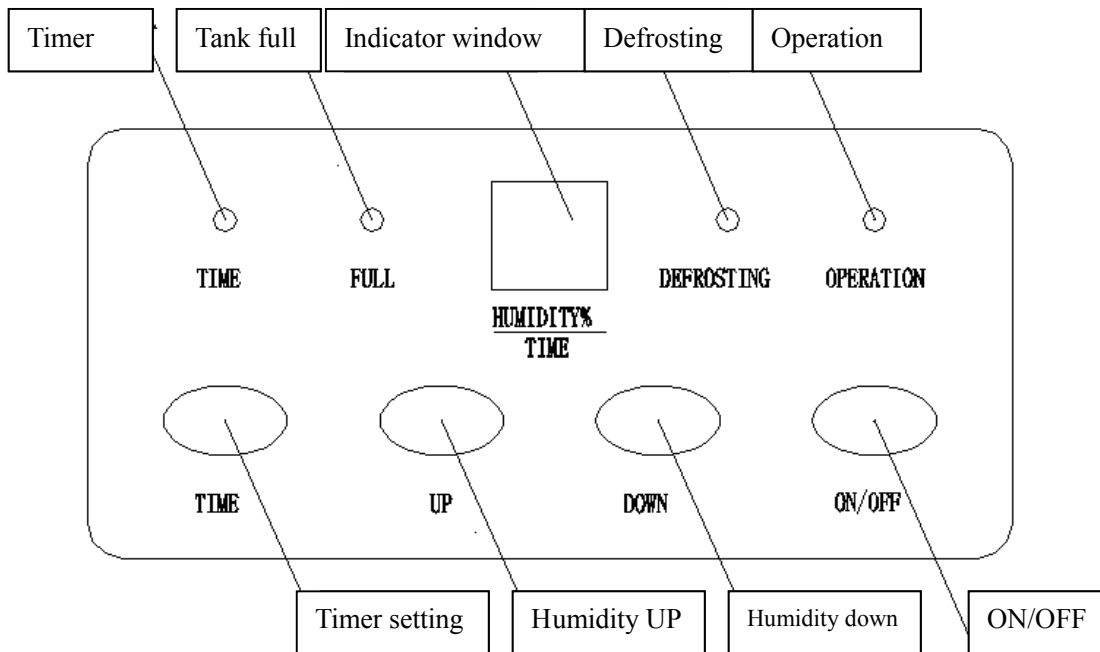 Timer
Tank full
Indicator window
Defrosting
Operation
TIME
FULL
DEFROSTING
OPERATION
HUMIDITY%
TIME
TIME
UP
DOWN
ON/OFF
Timer setting
Humidity UP
Humidity down
ON/OFF